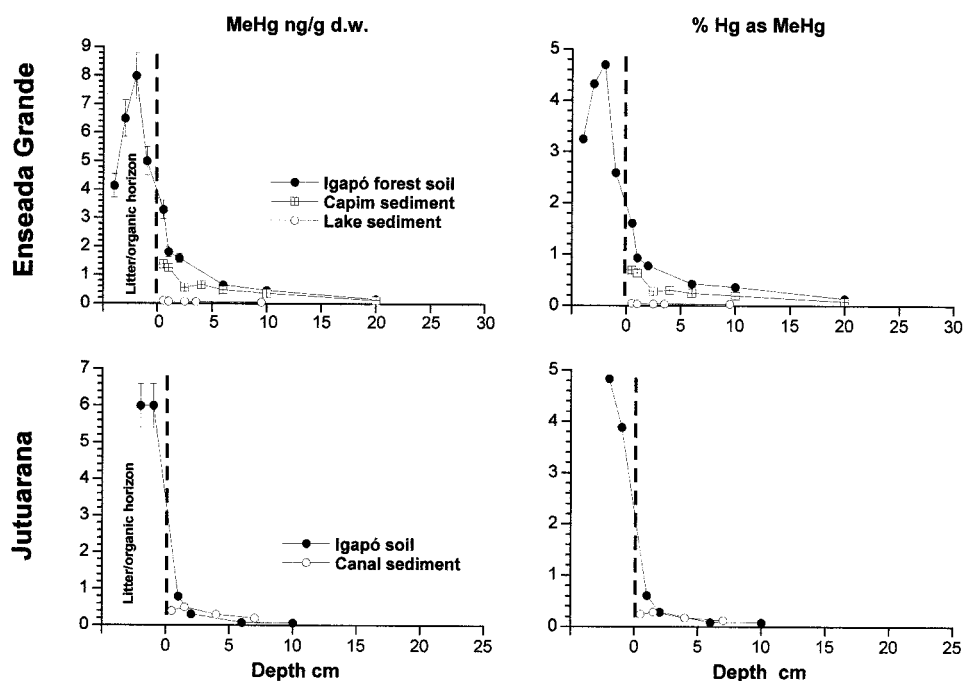 MeHg ng/g d.w.
% Hg as MeHg
Enseada Grande
9
8
7
6
5
4
3
2
1
0
Litter/organic horizon
Igapó forest soil
Capim sediment
Lake sediment
0 5 10 15 20 25 30
5
4
3
2
1
0
0 5 10 15 20 25 30
Jutuarana
7
6
5
4
3
2
1
0
Litter/organic horizon
Igapó soil
Canal sediment
0 5 10 15 20 25
Depth cm
5
4
3
2
1
0
0 5 10 15 20 25
Depth cm